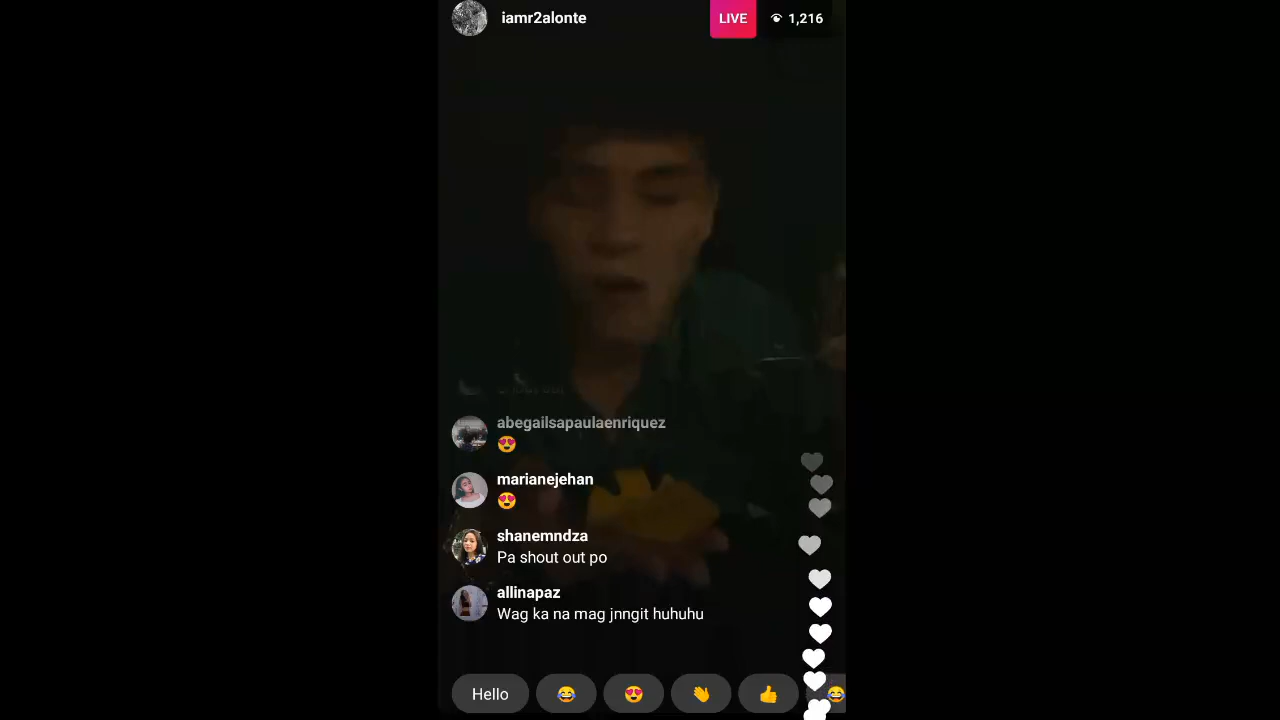 iamr2alonte
LIVE
1,216
abegailsapaulaenriquez
😍
marianejehan
😍
shanemndza
Pa shout out po
allinapaz
Wag ka na mag jnngit huhuhu
Hello 😂 😍 👋 👍 😂